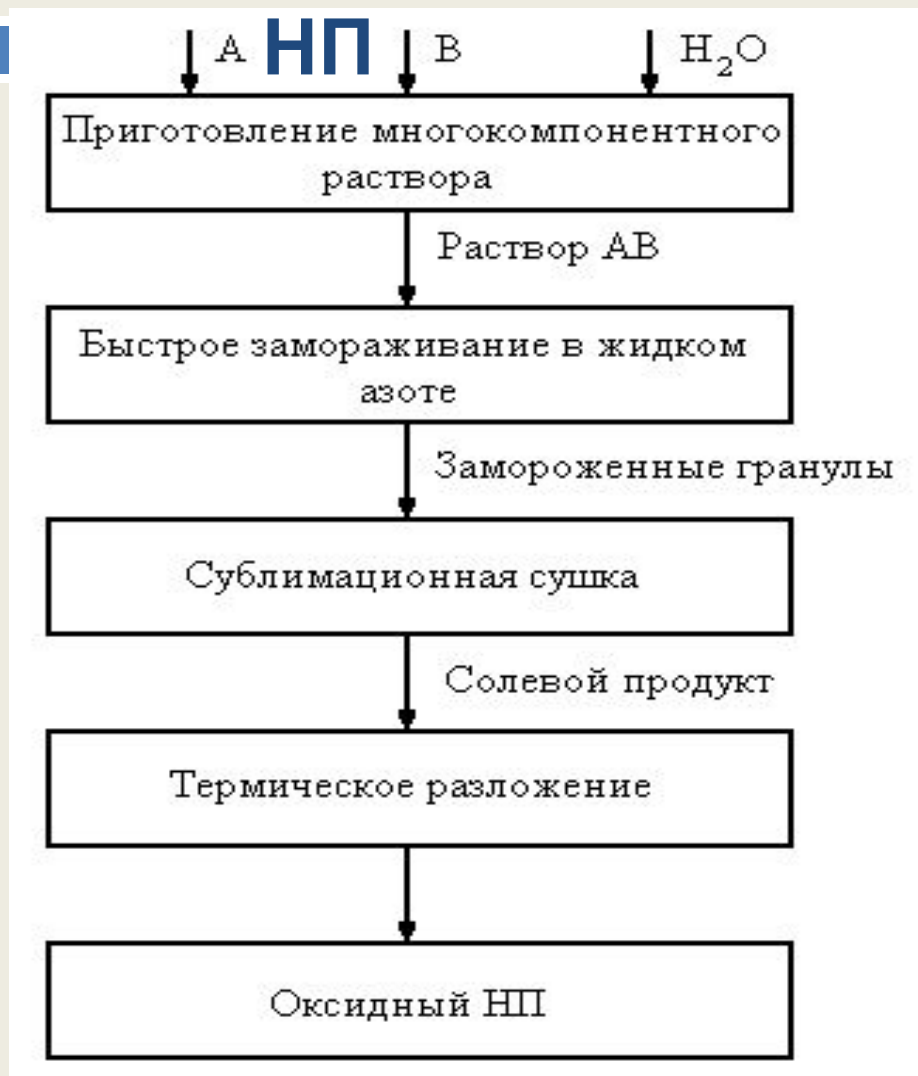 А НП В H₂O
Приготовление многокомпонентного
раствора
Раствор АВ
Быстрое замораживание в жидком
азоте
Замороженные гранулы
Сублимационная сушка
Солевой продукт
Термическое разложение
Оксидный НП